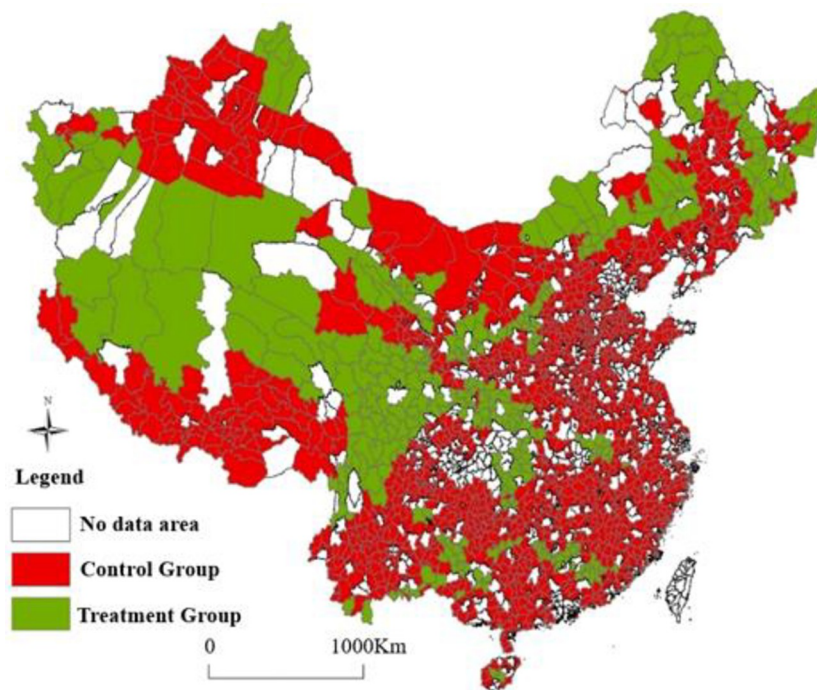 N
Legend
No data area
Control Group
Treatment Group
0 1000Km